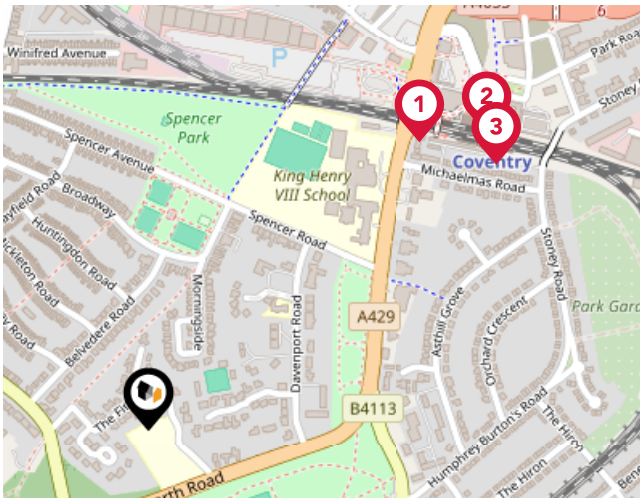 A4053
6
Winifred Avenue
P
Park Road
Stoney
1
2
3
Spencer
Park
Coventry
Spencer Avenue
King Henry
VIII School
Michaelmas Road
Broadway
Spencer Road
Huntingdon Road
Stoney Road
Morningside
Belvedere Road
Davenport Road
Asthill Grove
Orchard Crescent
A429
B4113
Humphrey Burton's Road
The Hiron
The Hiron